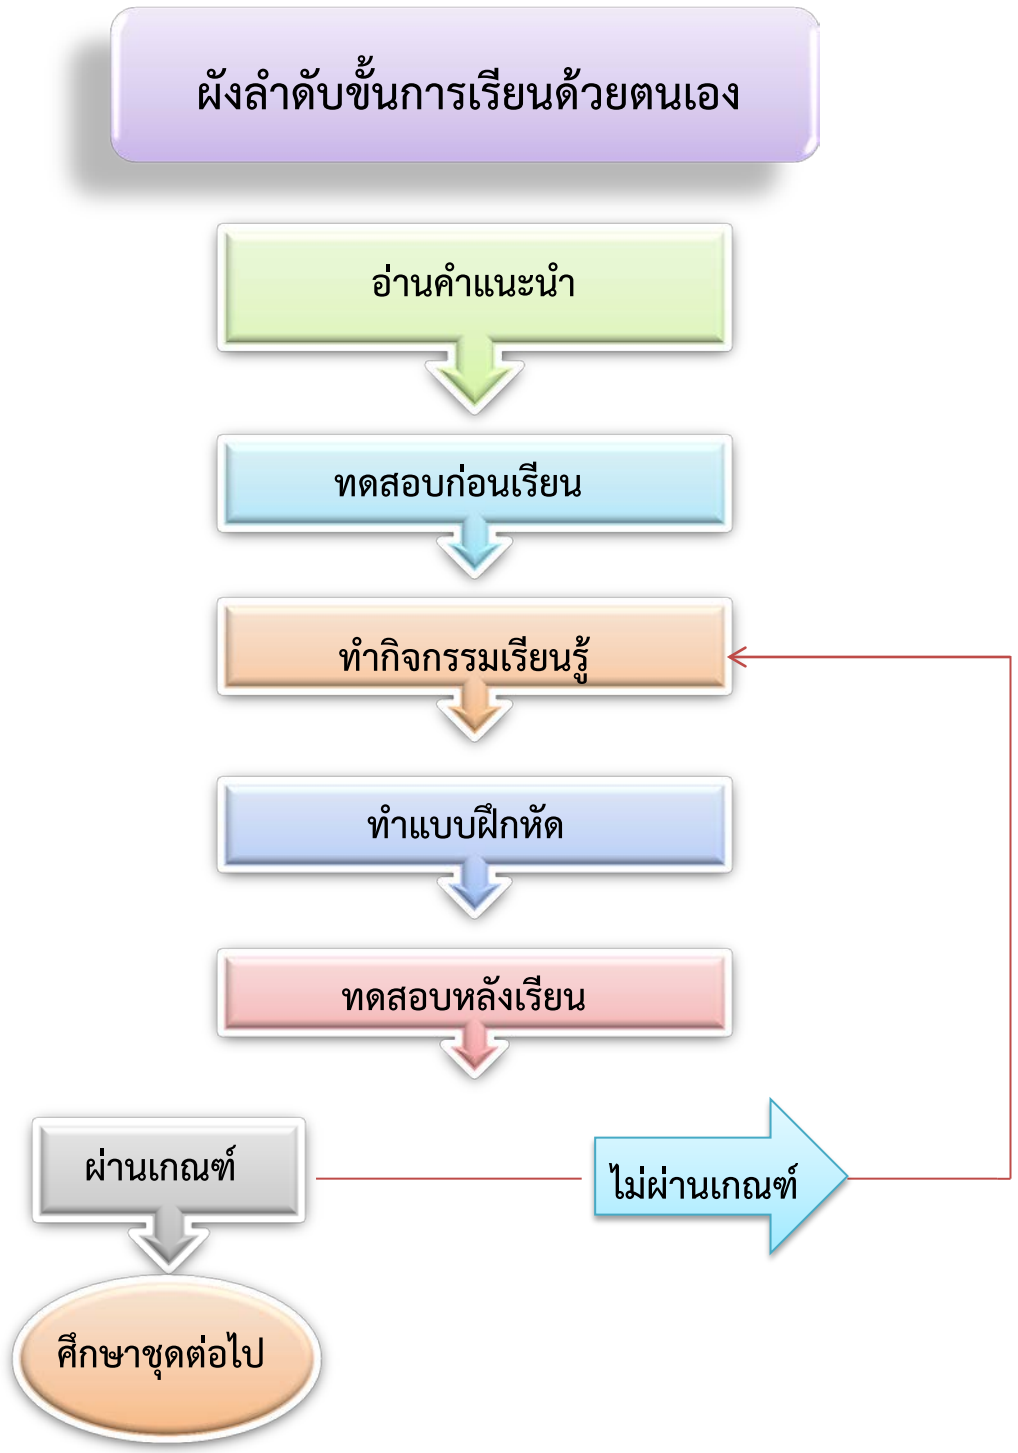 ผังลำดับขั้นการเรียนด้วยตนเอง
อ่านคำแนะนำ
ทดสอบก่อนเรียน
ทำกิจกรรมเรียนรู้
ทำแบบฝึกหัด
ทดสอบหลังเรียน
ผ่านเกณฑ์
ไม่ผ่านเกณฑ์
ศึกษาชุดต่อไป